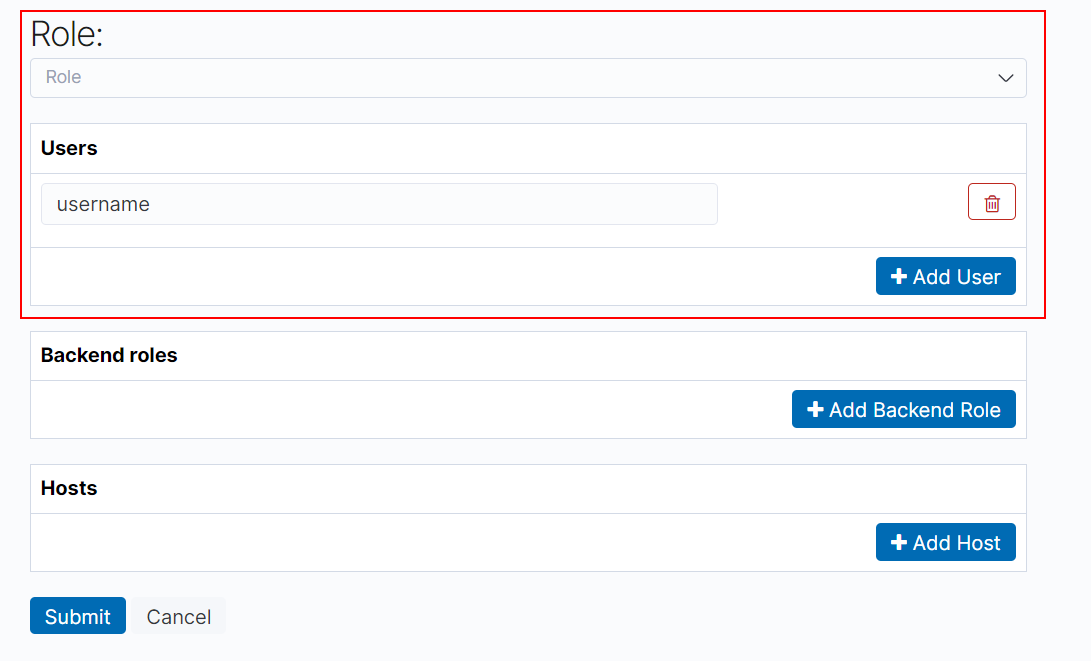 Role:
Role
Users
username
Add User
Backend roles
Add Backend Role
Hosts
Add Host
Submit Cancel